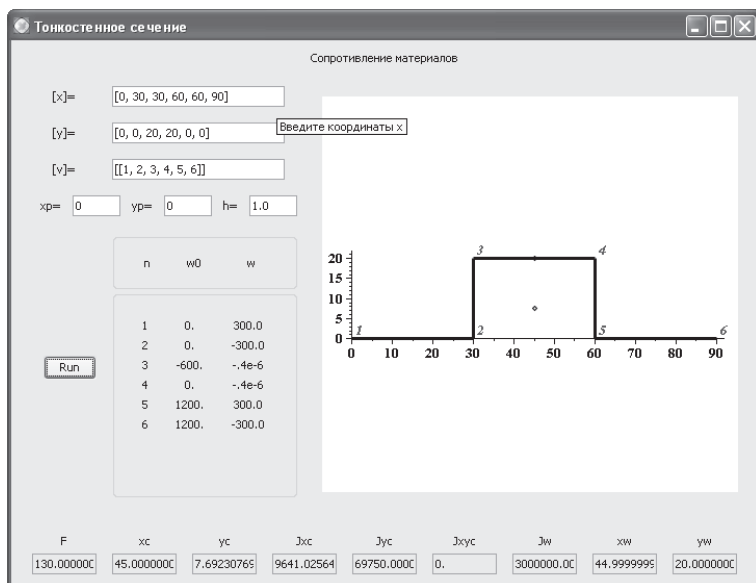 Тонкостенное сечение
Сопротивление материалов
[x]= [0, 30, 30, 60, 60, 90]
[y]= [0, 0, 20, 20, 0, 0]
Введите координаты x
[v]= [[1, 2, 3, 4, 5, 6]]
xp= 0 yp= 0 h= 1.0
n w0 w
1 0. 300.0
2 0. -300.0
3 -600. -.4e-6
4 0. -.4e-6
5 1200. 300.0
6 1200. -300.0
Run
3 4
20
15
10
5
0
1 2 5 6
0 10 20 30 40 50 60 70 80 90
F xc yc Jxc Jyc Jxyc Jw xw yw
130.000000 45.0000000 7.69230769 9641.02564 69750.0000 0. 3000000.00 44.9999999 20.0000000